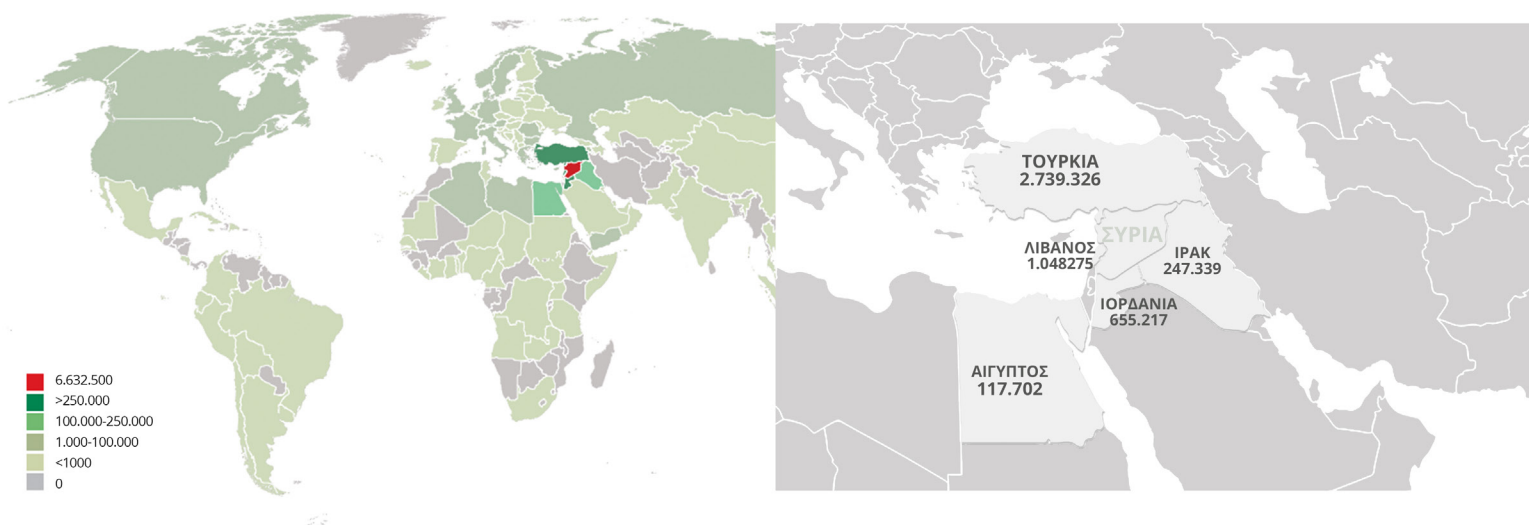 6.632.500
>250.000
100.000-250.000
1.000-100.000
<1000
0
ΤΟΥΡΚΙΑ
2.739.326
ΣΥΡΙΑ
ΛΙΒΑΝΟΣ
1.048275
ΙΡΑΚ
247.339
ΙΟΡΔΑΝΙΑ
655.217
ΑΙΓΥΠΤΟΣ
117.702